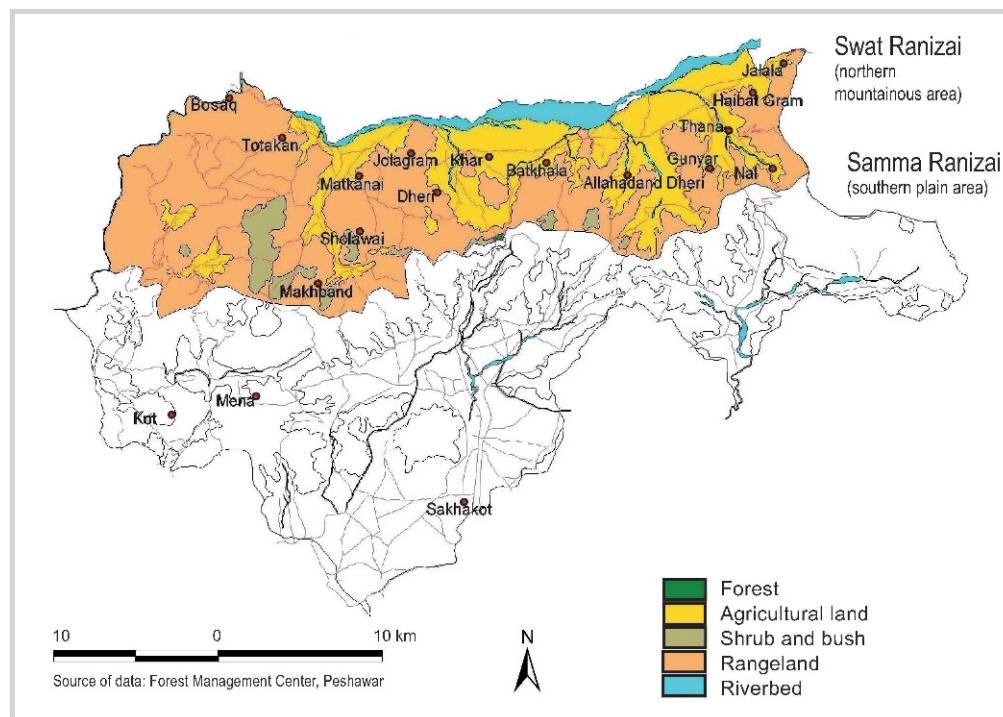 Swat Ranizai
(northern
mountainous area)
Jalala
Bosaq
Haibat Gram
Thana
Totakan
Jolagram
Khar
Batkhala
Gunyar
Nal
Samma Ranizai
(southern plain area)
Matkanai
Allahadand Dheri
Dheri
Sholawai
Makhband
Mena
Kot
Sakhakot
Forest
Agricultural land
Shrub and bush
Rangeland
Riverbed
10 0 10 km
N
Source of data: Forest Management Center, Peshawar